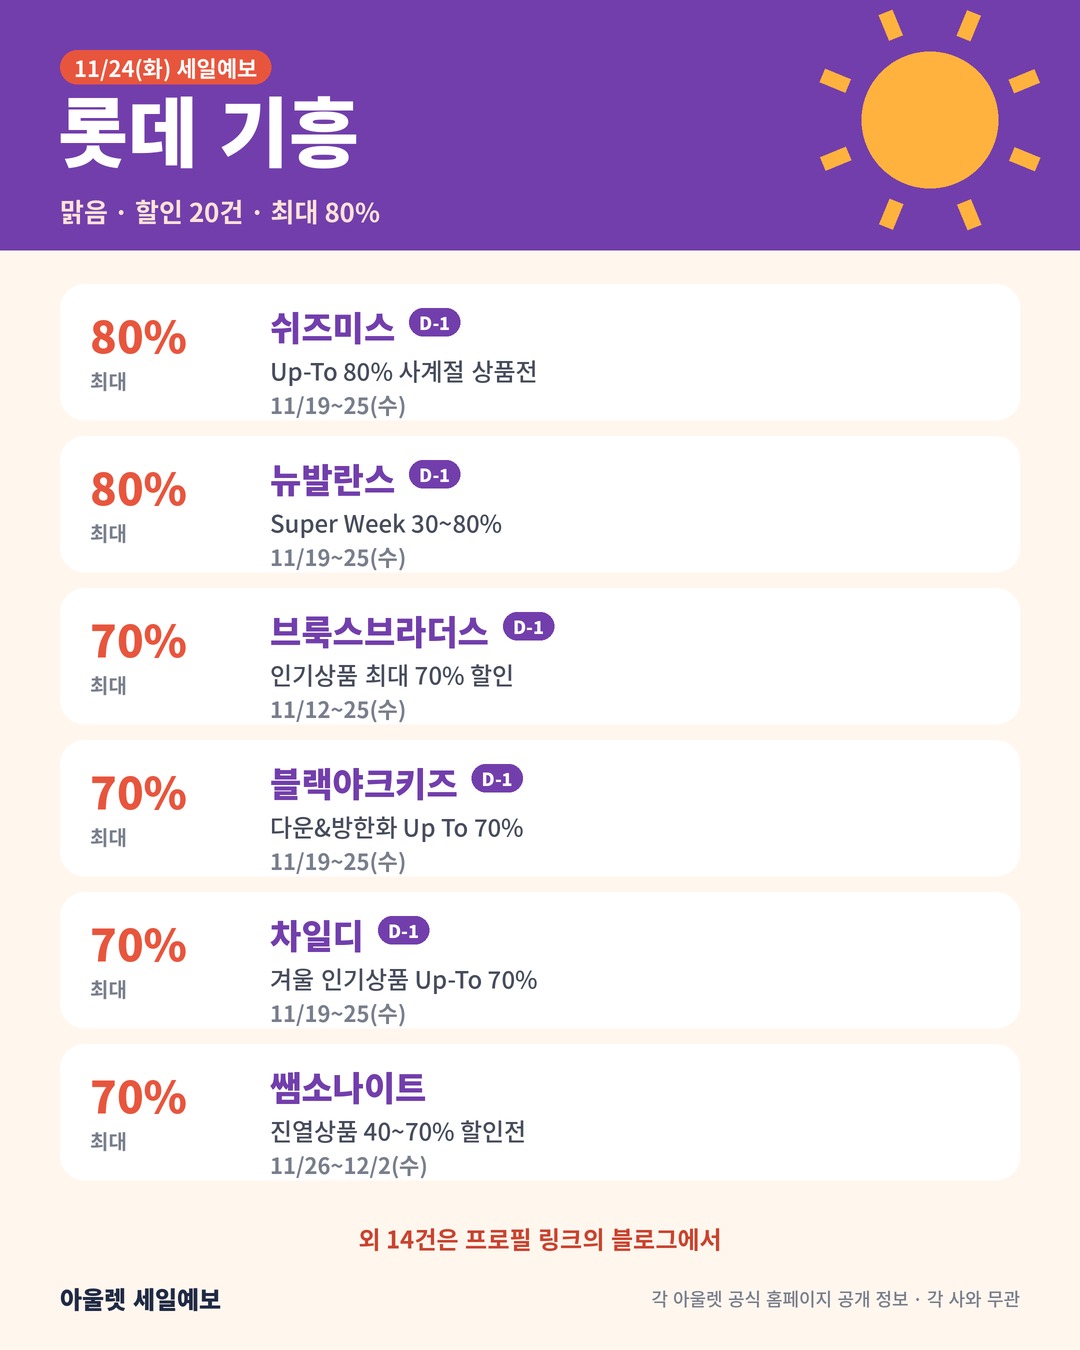 11/24(화) 세일예보
롯데 기흥
맑음 · 할인 20건 · 최대 80%
80%
최대
쉬즈미스 D-1
Up-To 80% 사계절 상품전
11/19~25(수)
80%
최대
뉴발란스 D-1
Super Week 30~80%
11/19~25(수)
70%
최대
브룩스브라더스 D-1
인기상품 최대 70% 할인
11/12~25(수)
70%
최대
블랙야크키즈 D-1
다운&방한화 Up To 70%
11/19~25(수)
70%
최대
차일디 D-1
겨울 인기상품 Up-To 70%
11/19~25(수)
70%
최대
쌤소나이트
진열상품 40~70% 할인전
11/26~12/2(수)
외 14건은 프로필 링크의 블로그에서
아울렛 세일예보
각 아울렛 공식 홈페이지 공개 정보 · 각 사와 무관